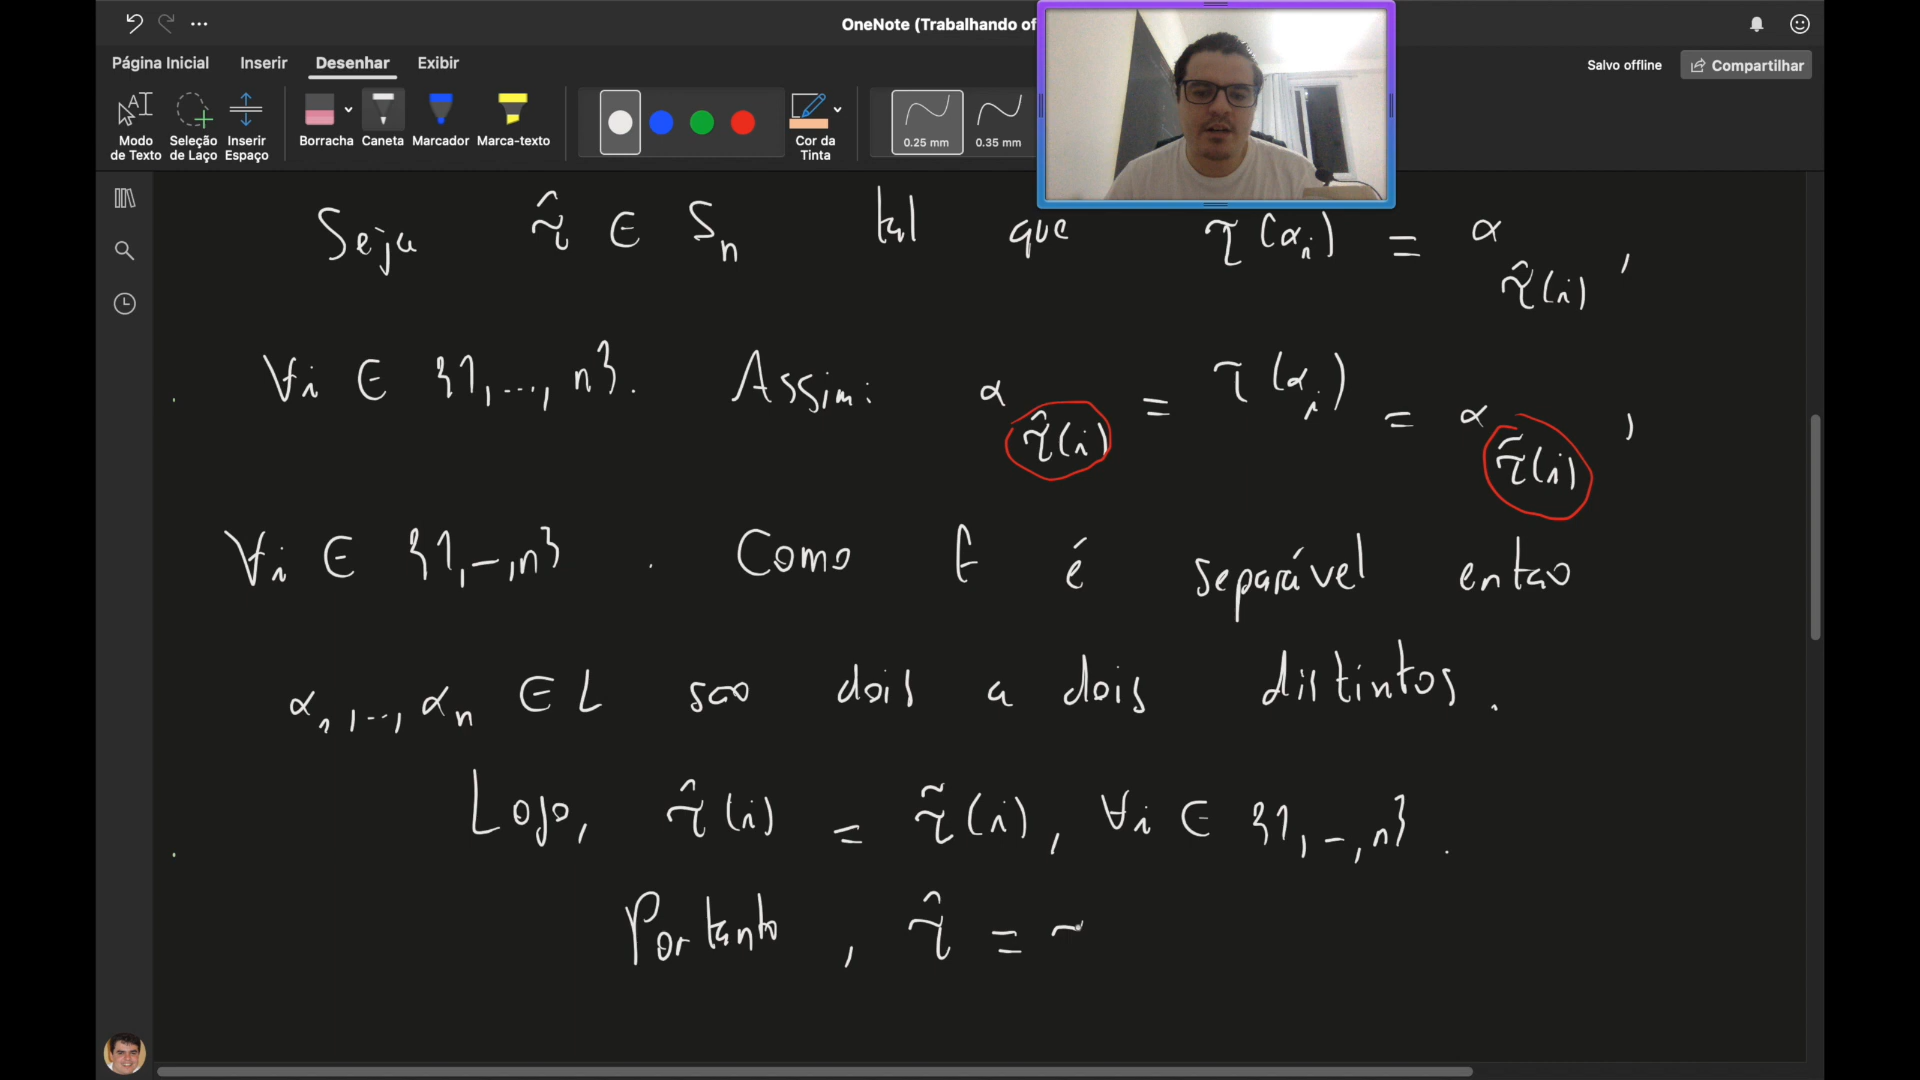 OneNote (Trabalhando of
Página Inicial Inserir Desenhar Exibir
Salvo offline Compartilhar
Modo de Texto Seleção de Laço Inserir Espaço Borracha Caneta Marcador Marca-texto Cor da Tinta 0.25 mm 0.35 mm
Seja τ̂ ∈ Sₙ tal que τ(αᵢ) = α_τ̂(i),
∀i ∈ {1,...,n}. Assim: α_τ̂(i) = τ(αᵢ) = α_τ̃(i),
∀i ∈ {1,-,n}. Como f é separável entao
α₁,..,αₙ ∈ L sao dois a dois distintos.
Logo, τ̂(i) = τ̃(i), ∀i ∈ {1,-,n}.
Portanto, τ̂ = ~